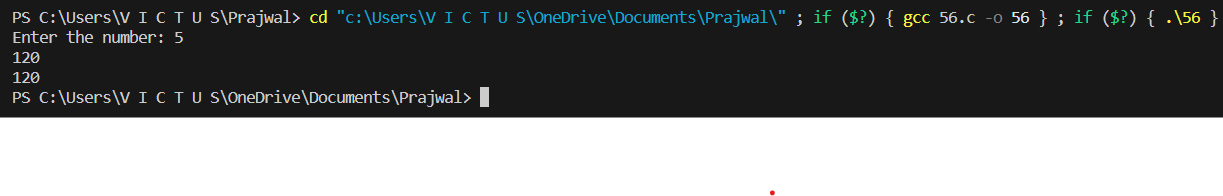 PS C:\Users\V I C T U S\Prajwal> cd "c:\Users\V I C T U S\OneDrive\Documents\Prajwal\" ; if ($?) { gcc 56.c -o 56 } ; if ($?) { .\56 }
Enter the number: 5
120
120
PS C:\Users\V I C T U S\OneDrive\Documents\Prajwal>